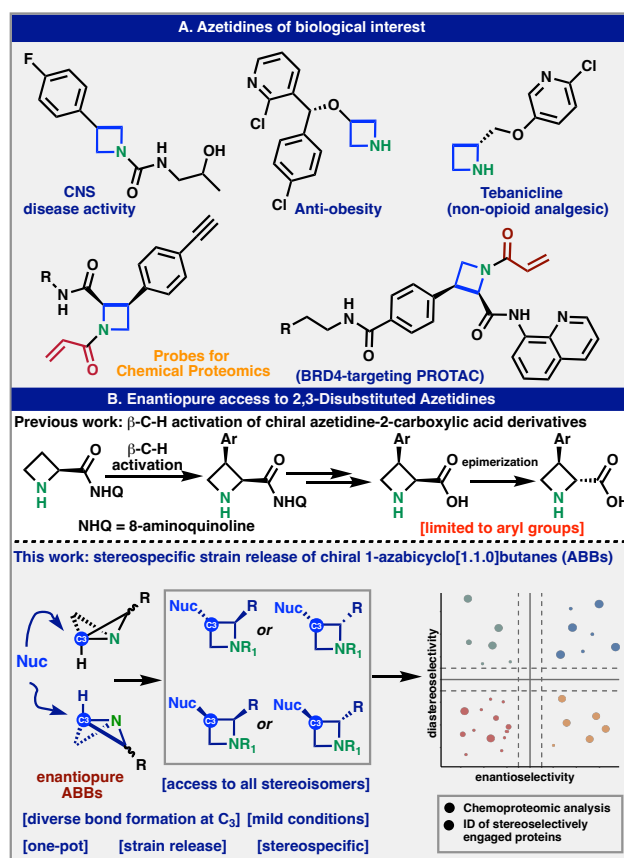 A. Azetidines of biological interest
F
N
O
N
H
OH
CNS
disease activity
N
Cl
O
NH
Cl
Anti-obesity
N
Cl
O
NH
Tebanicline
(non-opioid analgesic)
R
N
H
O
N
O
Probes for
Chemical Proteomics
R
H
N
O
N
O
O
N
H
N
(BRD4-targeting PROTAC)
B. Enantiopure access to 2,3-Disubstituted Azetidines
Previous work: β-C-H activation of chiral azetidine-2-carboxylic acid derivatives
N
H
O
NHQ
β-C-H
activation
Ar
N
H
O
NHQ
Ar
N
H
O
OH
epimerization
Ar
N
H
O
OH
NHQ = 8-aminoquinoline
[limited to aryl groups]
This work: stereospecific strain release of chiral 1-azabicyclo[1.1.0]butanes (ABBs)
Nuc
R
C3
N
H
H
C3
N
R
enantiopure
ABBs
Nuc
C3
R
NR1
or
Nuc
C3
R
NR1
Nuc
C3
R
NR1
or
Nuc
C3
R
NR1
[access to all stereoisomers]
diastereoselectivity
enantioselectivity
[diverse bond formation at C3] [mild conditions]
[one-pot] [strain release] [stereospecific]
Chemoproteomic analysis
ID of stereoselectively
engaged proteins